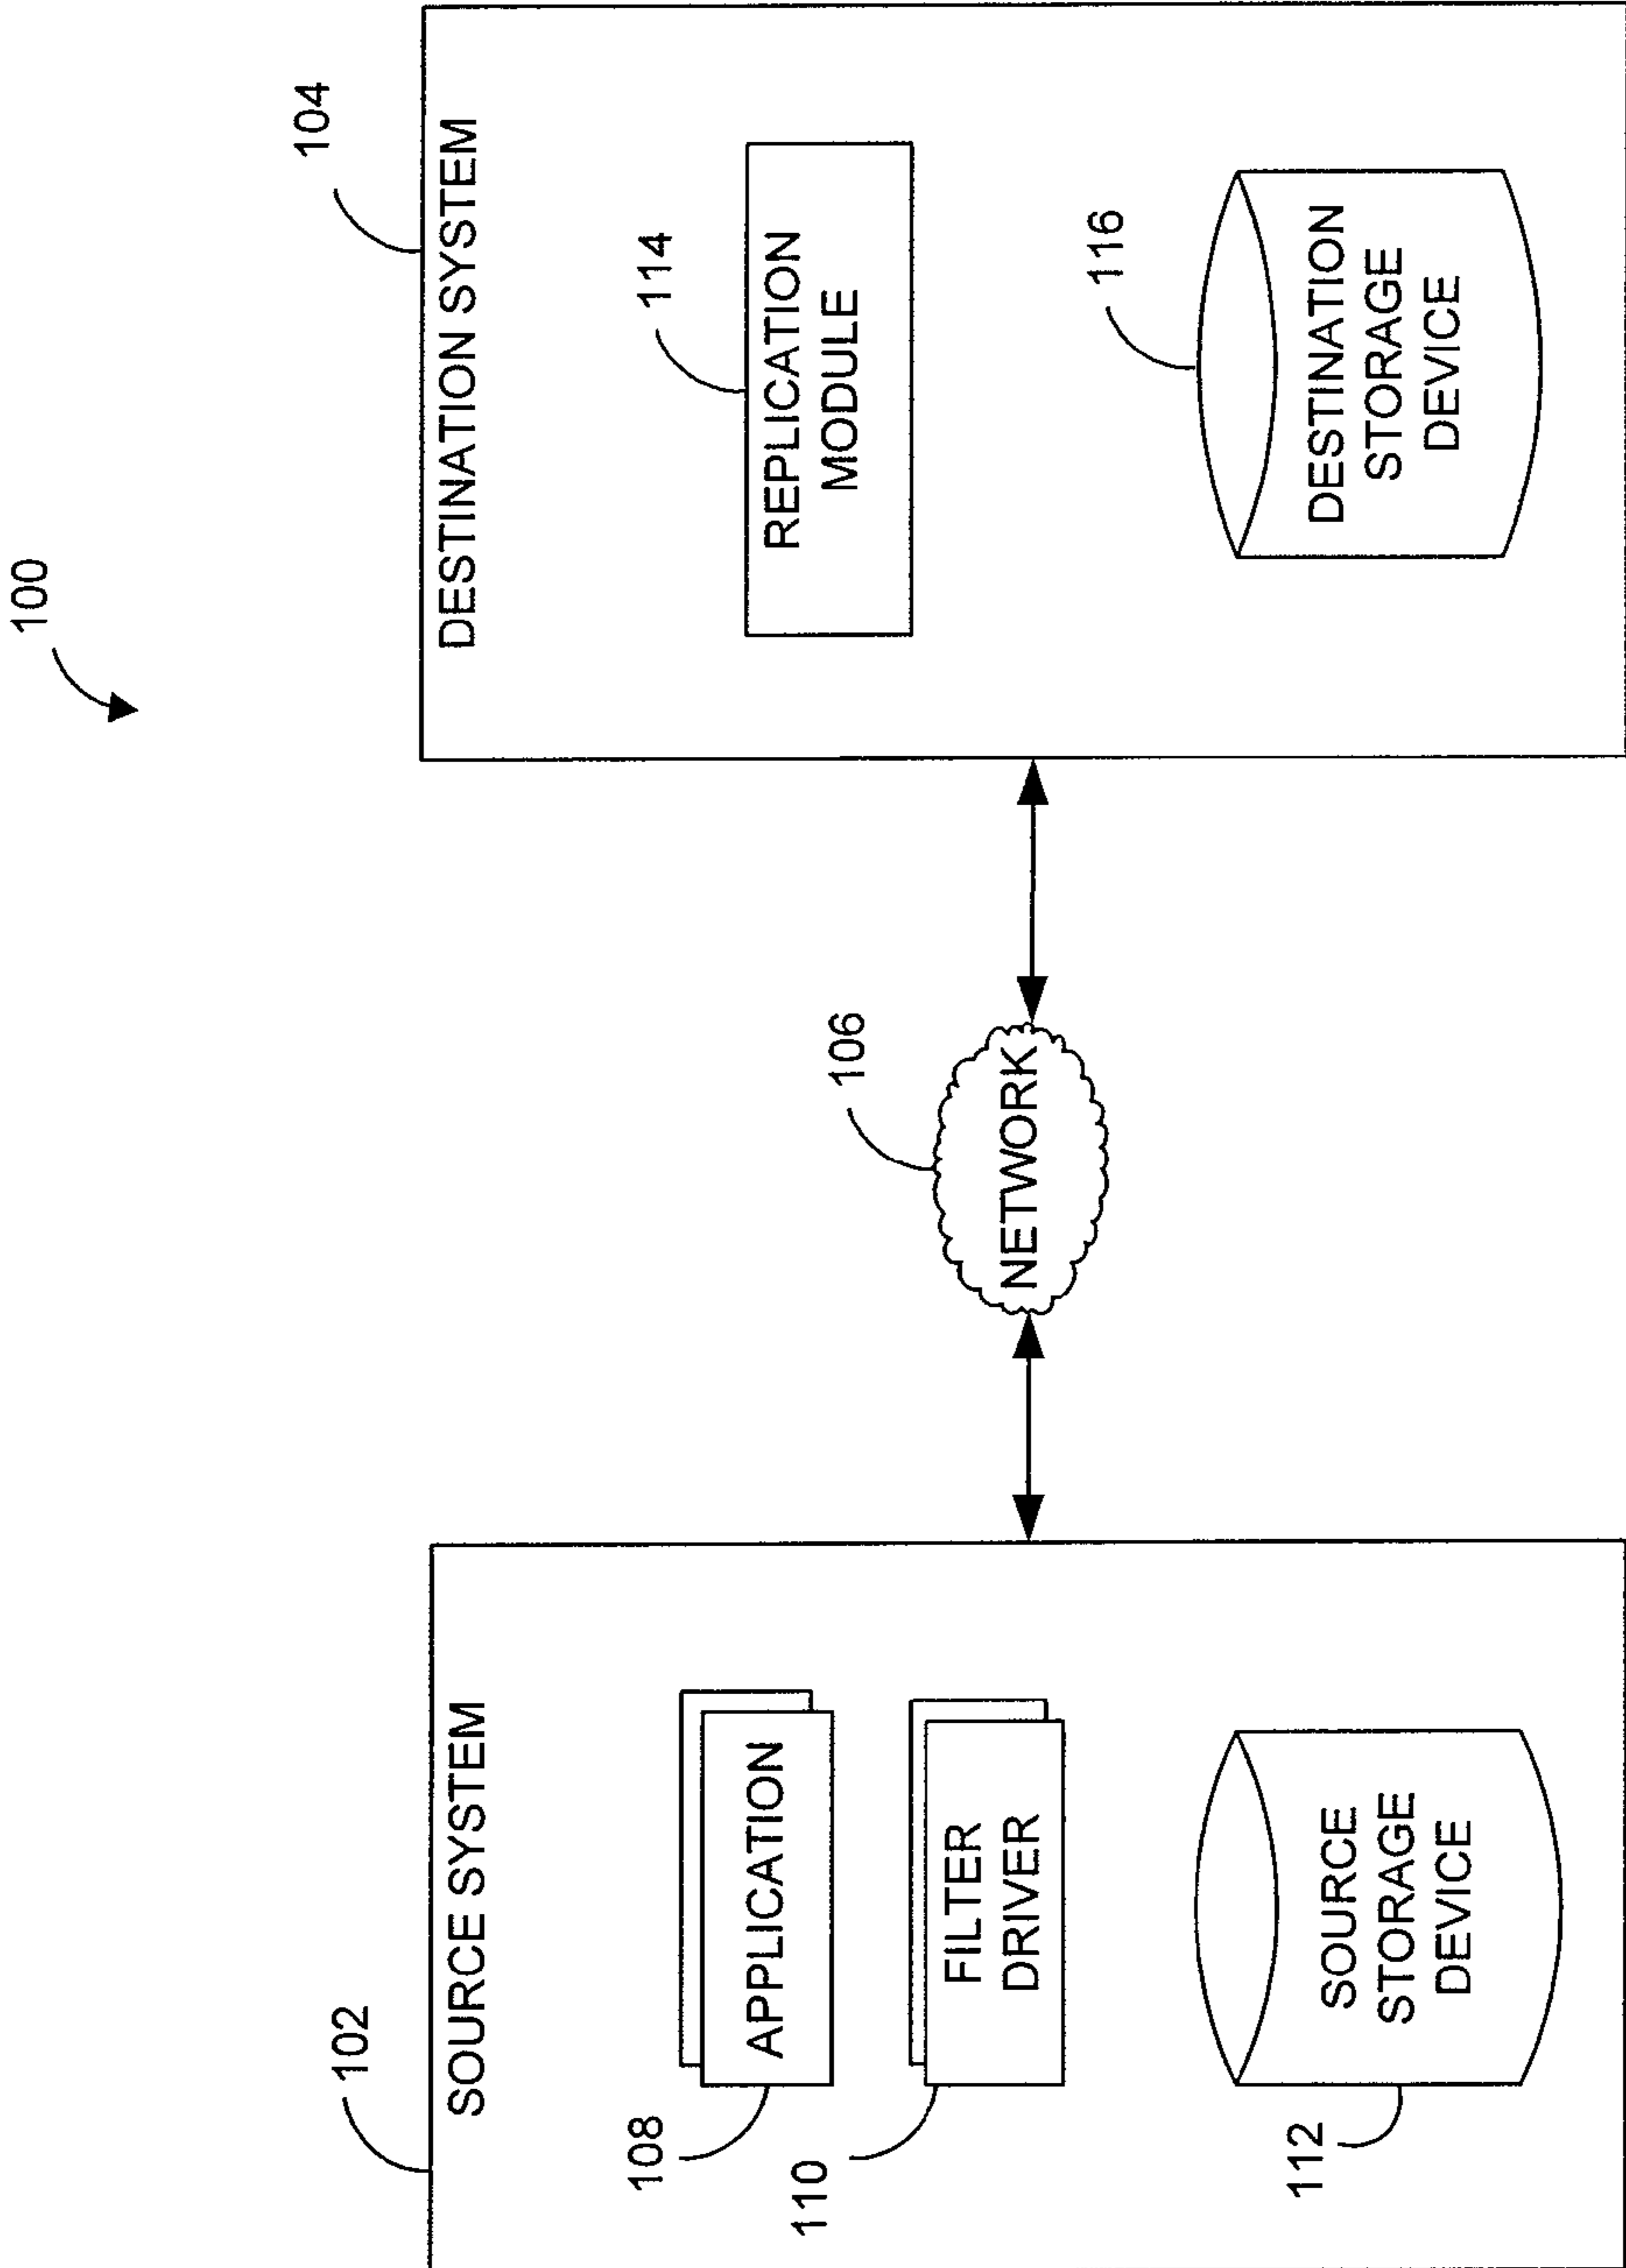 100
102
SOURCE SYSTEM
108
APPLICATION
110
FILTER
DRIVER
112
SOURCE
STORAGE
DEVICE
106
NETWORK
104
DESTINATION SYSTEM
114
REPLICATION
MODULE
116
DESTINATION
STORAGE
DEVICE